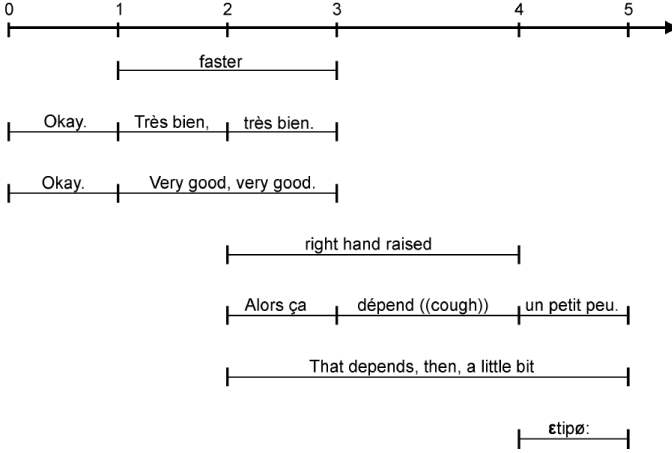 0 1 2 3 4 5
faster
Okay. Très bien, très bien.
Okay. Very good, very good.
right hand raised
Alors ça dépend ((cough)) un petit peu.
That depends, then, a little bit
ɛtipø: